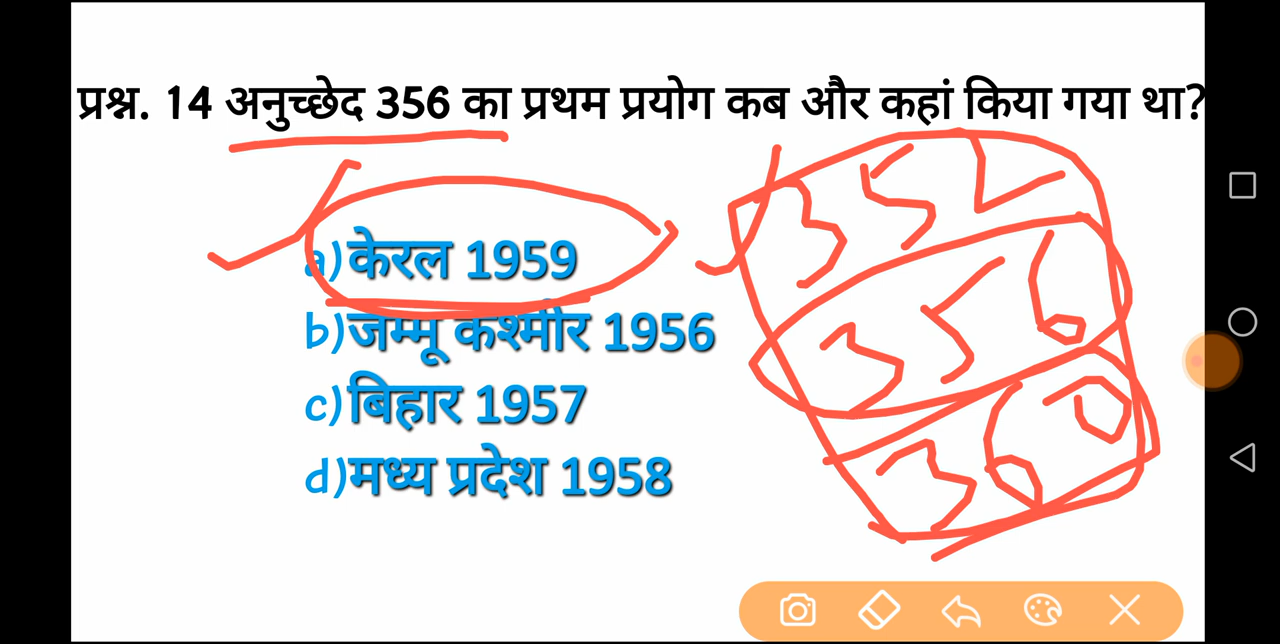 प्रश्न. 14 अनुच्छेद 356 का प्रथम प्रयोग कब और कहां किया गया था?
a)केरल 1959
b)जम्मू कश्मीर 1956
c)बिहार 1957
d)मध्य प्रदेश 1958
352
356
360